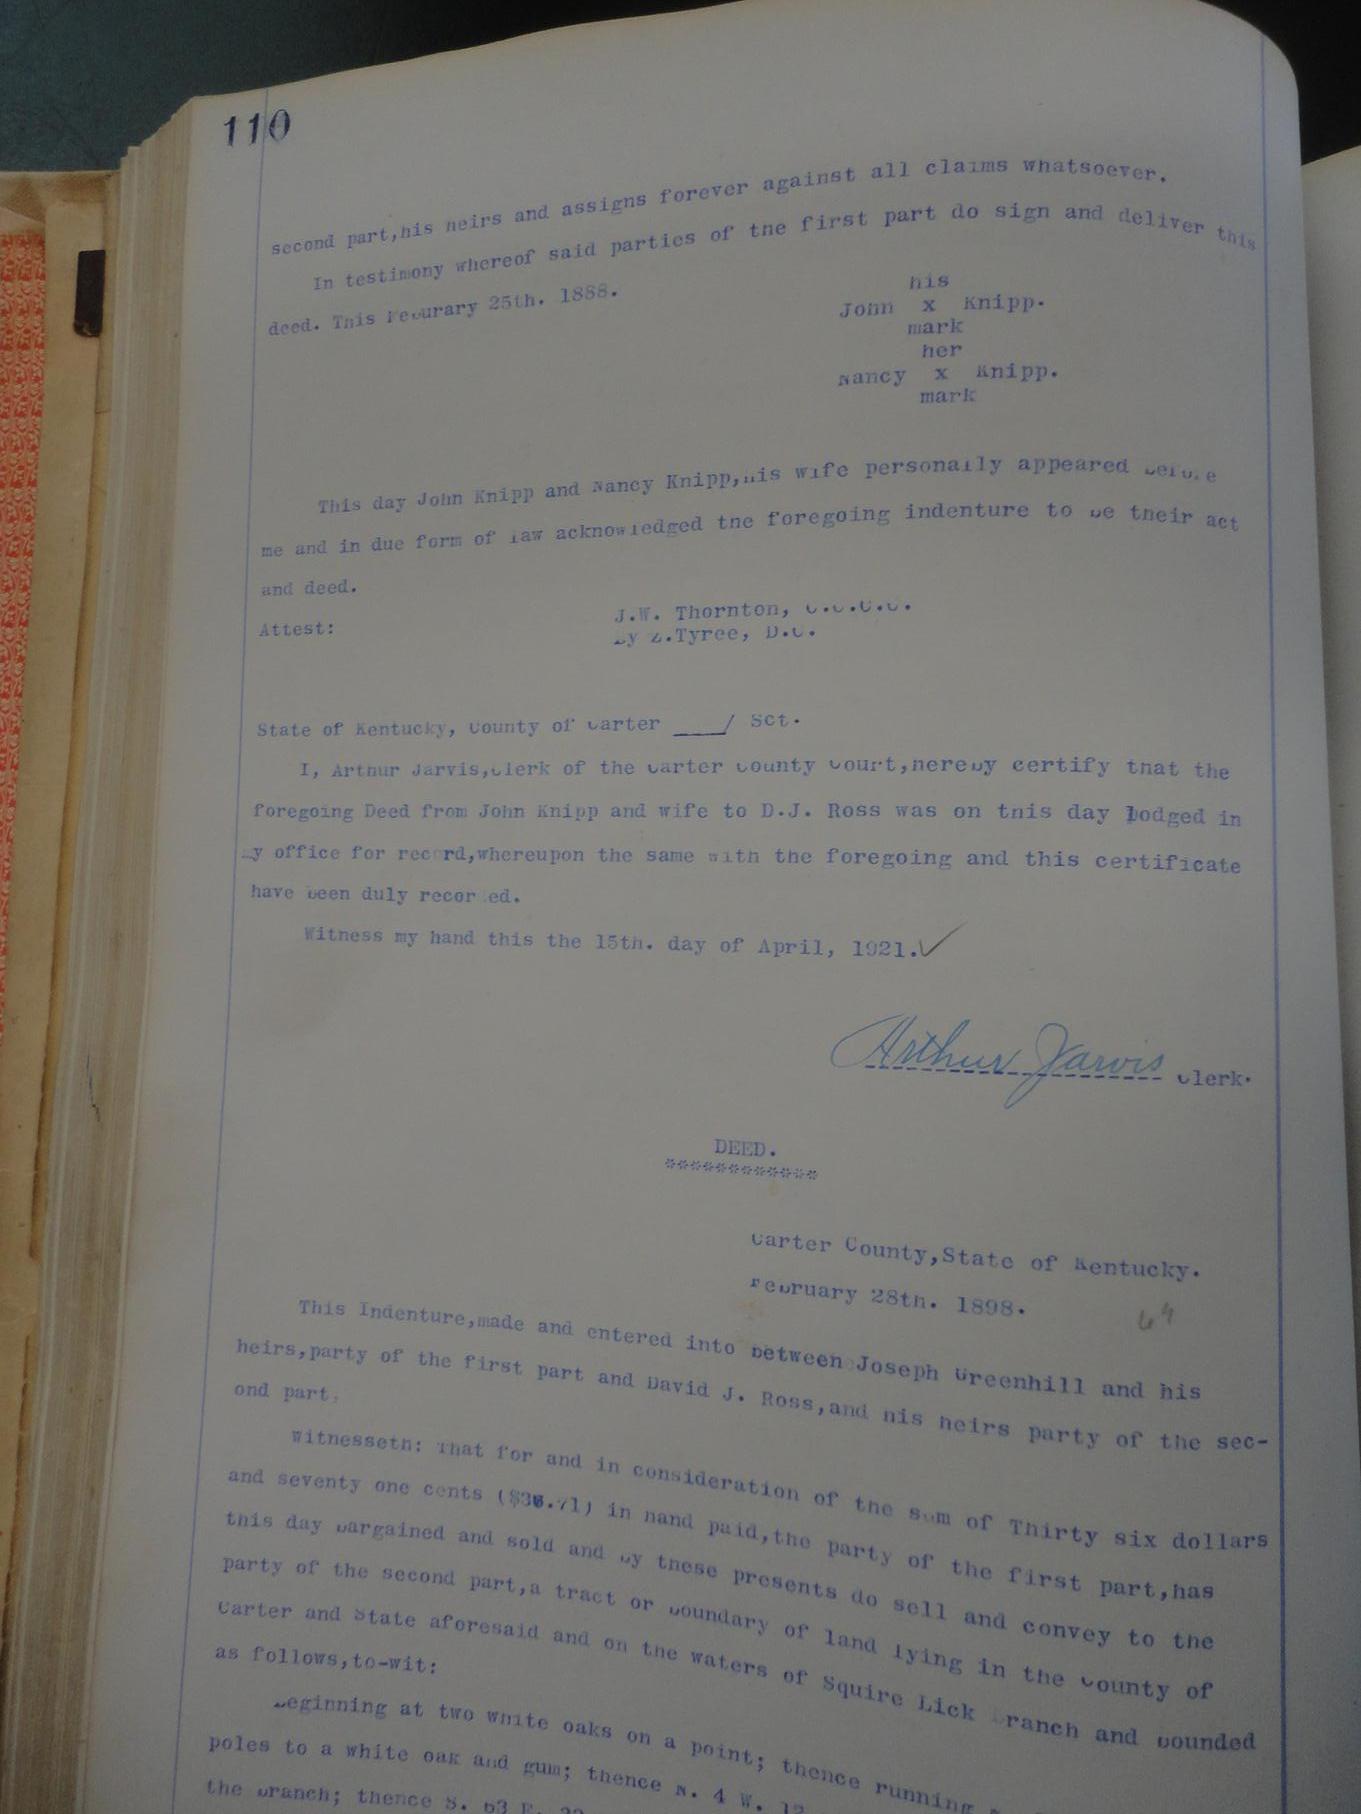 110
second part,his heirs and assigns forever against all claims whatsoever.
In testimony whereof said parties of the first part do sign and deliver this
deed. This Feburary 25th. 1888.
his
John x Knipp.
mark
her
Nancy x Knipp.
mark
This day John Knipp and Nancy Knipp,his wife personally appeared before
me and in due form of law acknowledged the foregoing indenture to be their act
and deed.
Attest:
J.W. Thornton, C.C.C.C.
By Z.Tyree, D.C.
State of Kentucky, County of Carter ___/ Sct.
I, Arthur Jarvis,Clerk of the Carter County Court,hereby certify that the
foregoing Deed from John Knipp and wife to D.J. Ross was on this day lodged in
my office for record,whereupon the same with the foregoing and this certificate
have been duly recorded.
Witness my hand this the 15th. day of April, 1921.✓
Arthur Jarvis Clerk.
DEED.
************
Carter County,State of Kentucky.
February 28th. 1898.
This Indenture,made and entered into between Joseph Greenhill and his
heirs,party of the first part and David J. Ross,and his heirs party of the sec-
ond part,
Witnesseth: That for and in consideration of the sum of Thirty six dollars
and seventy one cents ($36.71) in hand paid,the party of the first part,has
this day bargained and sold and by these presents do sell and convey to the
party of the second part,a tract or boundary of land lying in the County of
Carter and State aforesaid and on the waters of Squire Lick Branch and bounded
as follows,to-wit:
Beginning at two white oaks on a point; thence running
poles to a white oak and gum; thence N. 4 W.
the branch; thence S. 63 E.